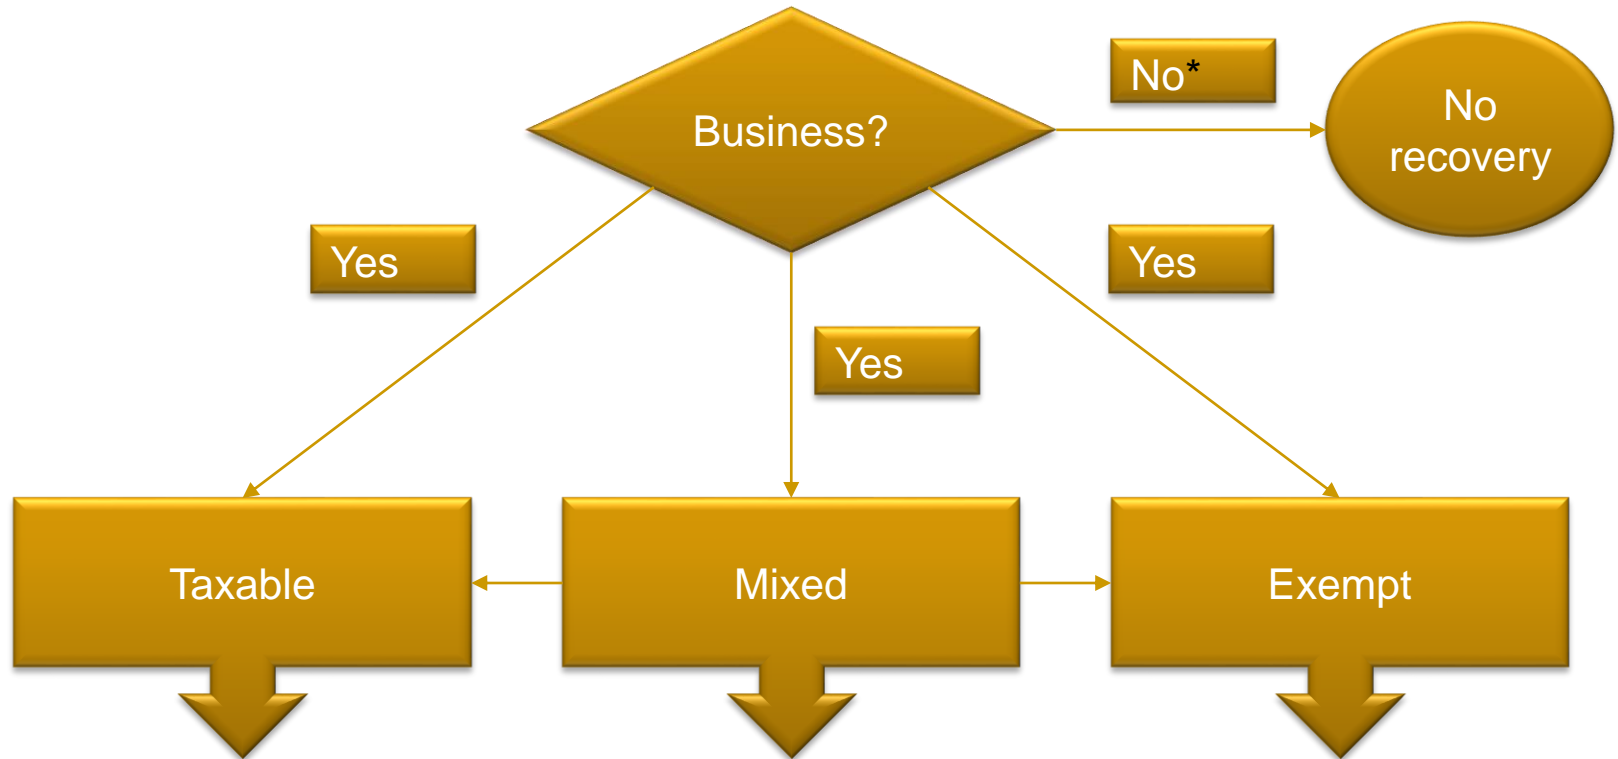 Business?
No*
No
recovery
Yes
Yes
Yes
Taxable
Mixed
Exempt